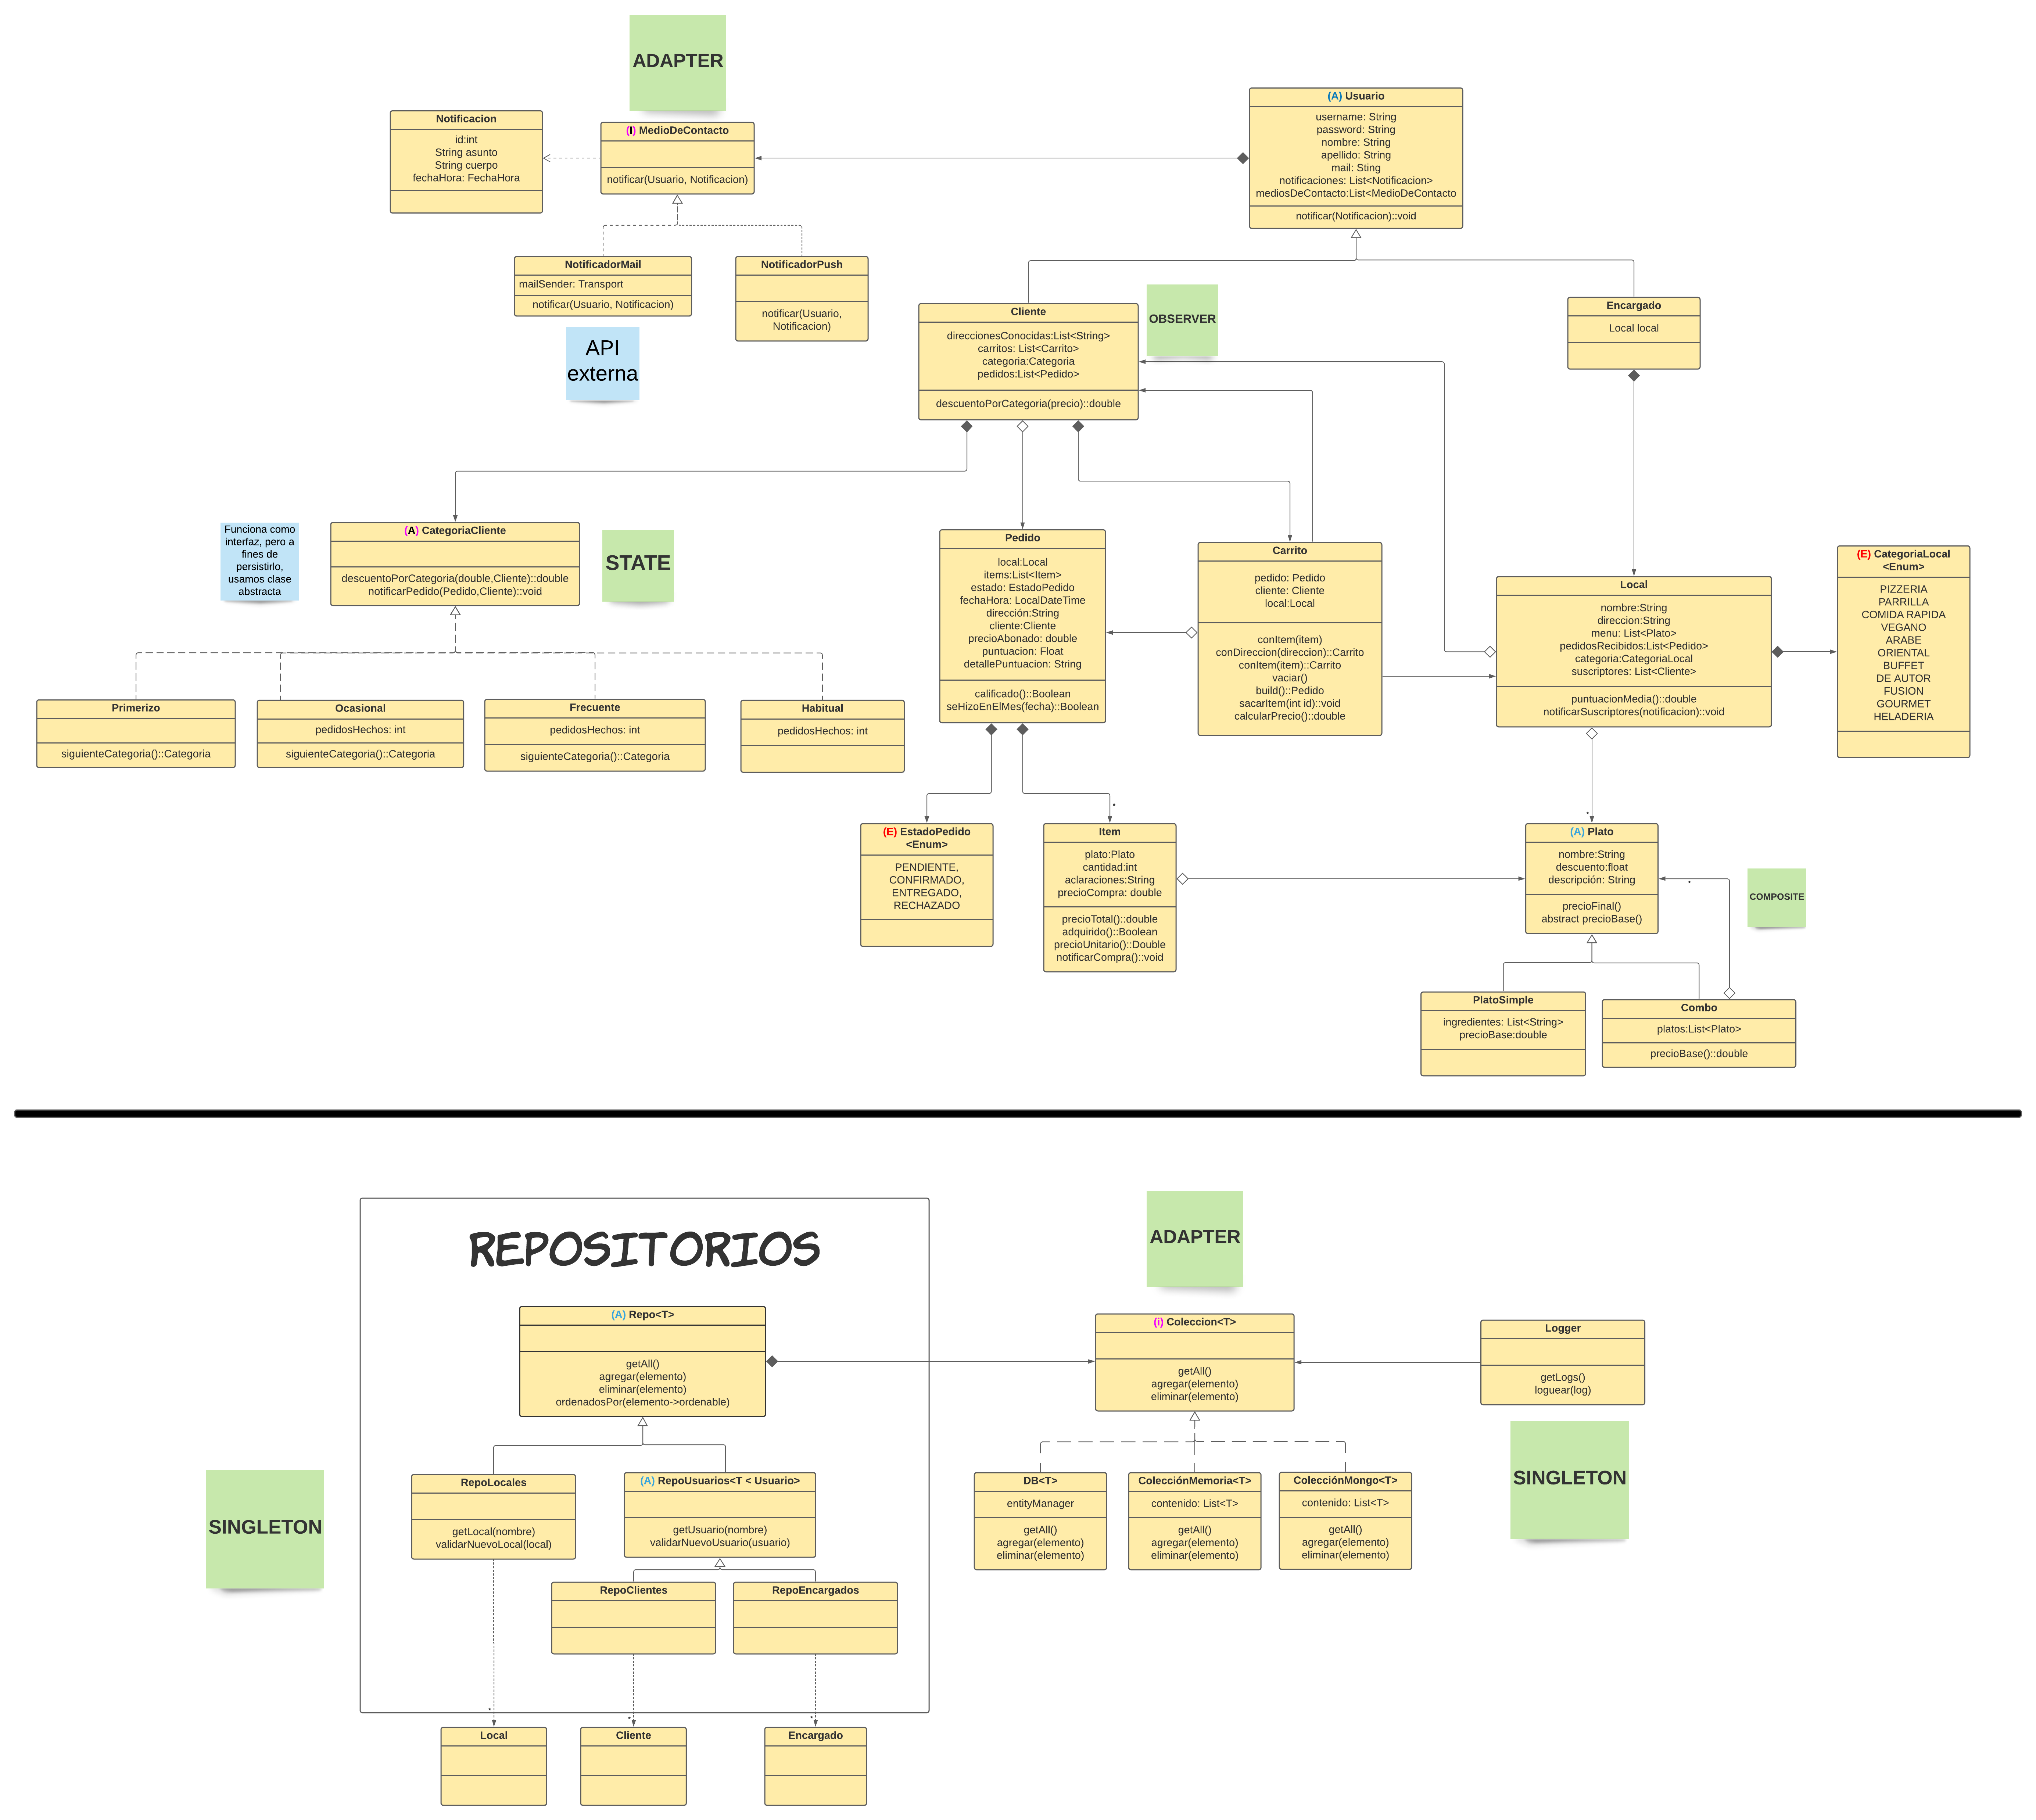 ADAPTER
Notificacion
id:int
String asunto
String cuerpo
fechaHora: FechaHora
(I) MedioDeContacto
notificar(Usuario, Notificacion)
(A) Usuario
username: String
password: String
nombre: String
apellido: String
mail: Sting
notificaciones: List<Notificacion>
mediosDeContacto:List<MedioDeContacto
notificar(Notificacion)::void
NotificadorMail
mailSender: Transport
notificar(Usuario, Notificacion)
NotificadorPush
notificar(Usuario,
Notificacion)
API
externa
Cliente
direccionesConocidas:List<String>
carritos: List<Carrito>
categoria:Categoria
pedidos:List<Pedido>
descuentoPorCategoria(precio)::double
OBSERVER
Encargado
Local local
Funciona como
interfaz, pero a
fines de
persistirlo,
usamos clase
abstracta
(A) CategoriaCliente
descuentoPorCategoria(double,Cliente)::double
notificarPedido(Pedido,Cliente)::void
STATE
Pedido
local:Local
items:List<Item>
estado: EstadoPedido
fechaHora: LocalDateTime
dirección:String
cliente:Cliente
precioAbonado: double
puntuacion: Float
detallePuntuacion: String
calificado()::Boolean
seHizoEnElMes(fecha)::Boolean
Carrito
pedido: Pedido
cliente: Cliente
local:Local
conItem(item)
conDireccion(direccion)::Carrito
conItem(item)::Carrito
vaciar()
build()::Pedido
sacarItem(int id)::void
calcularPrecio()::double
Local
nombre:String
direccion:String
menu: List<Plato>
pedidosRecibidos:List<Pedido>
categoria:CategoriaLocal
suscriptores: List<Cliente>
puntuacionMedia()::double
notificarSuscriptores(notificacion)::void
(E) CategoriaLocal
<Enum>
PIZZERIA
PARRILLA
COMIDA RAPIDA
VEGANO
ARABE
ORIENTAL
BUFFET
DE AUTOR
FUSION
GOURMET
HELADERIA
Primerizo
siguienteCategoria()::Categoria
Ocasional
pedidosHechos: int
siguienteCategoria()::Categoria
Frecuente
pedidosHechos: int
siguienteCategoria()::Categoria
Habitual
pedidosHechos: int
*
*
(E) EstadoPedido
<Enum>
PENDIENTE,
CONFIRMADO,
ENTREGADO,
RECHAZADO
Item
plato:Plato
cantidad:int
aclaraciones:String
precioCompra: double
precioTotal()::double
adquirido()::Boolean
precioUnitario()::Double
notificarCompra()::void
(A) Plato
nombre:String
descuento:float
descripción: String
precioFinal()
abstract precioBase()
*
COMPOSITE
PlatoSimple
ingredientes: List<String>
precioBase:double
Combo
platos:List<Plato>
precioBase()::double
REPOSITORIOS
ADAPTER
(A) Repo<T>
getAll()
agregar(elemento)
eliminar(elemento)
ordenadosPor(elemento->ordenable)
(i) Coleccion<T>
getAll()
agregar(elemento)
eliminar(elemento)
Logger
getLogs()
loguear(log)
SINGLETON
SINGLETON
RepoLocales
getLocal(nombre)
validarNuevoLocal(local)
(A) RepoUsuarios<T < Usuario>
getUsuario(nombre)
validarNuevoUsuario(usuario)
DB<T>
entityManager
getAll()
agregar(elemento)
eliminar(elemento)
ColecciónMemoria<T>
contenido: List<T>
getAll()
agregar(elemento)
eliminar(elemento)
ColecciónMongo<T>
contenido: List<T>
getAll()
agregar(elemento)
eliminar(elemento)
RepoClientes
RepoEncargados
*
*
*
Local
Cliente
Encargado